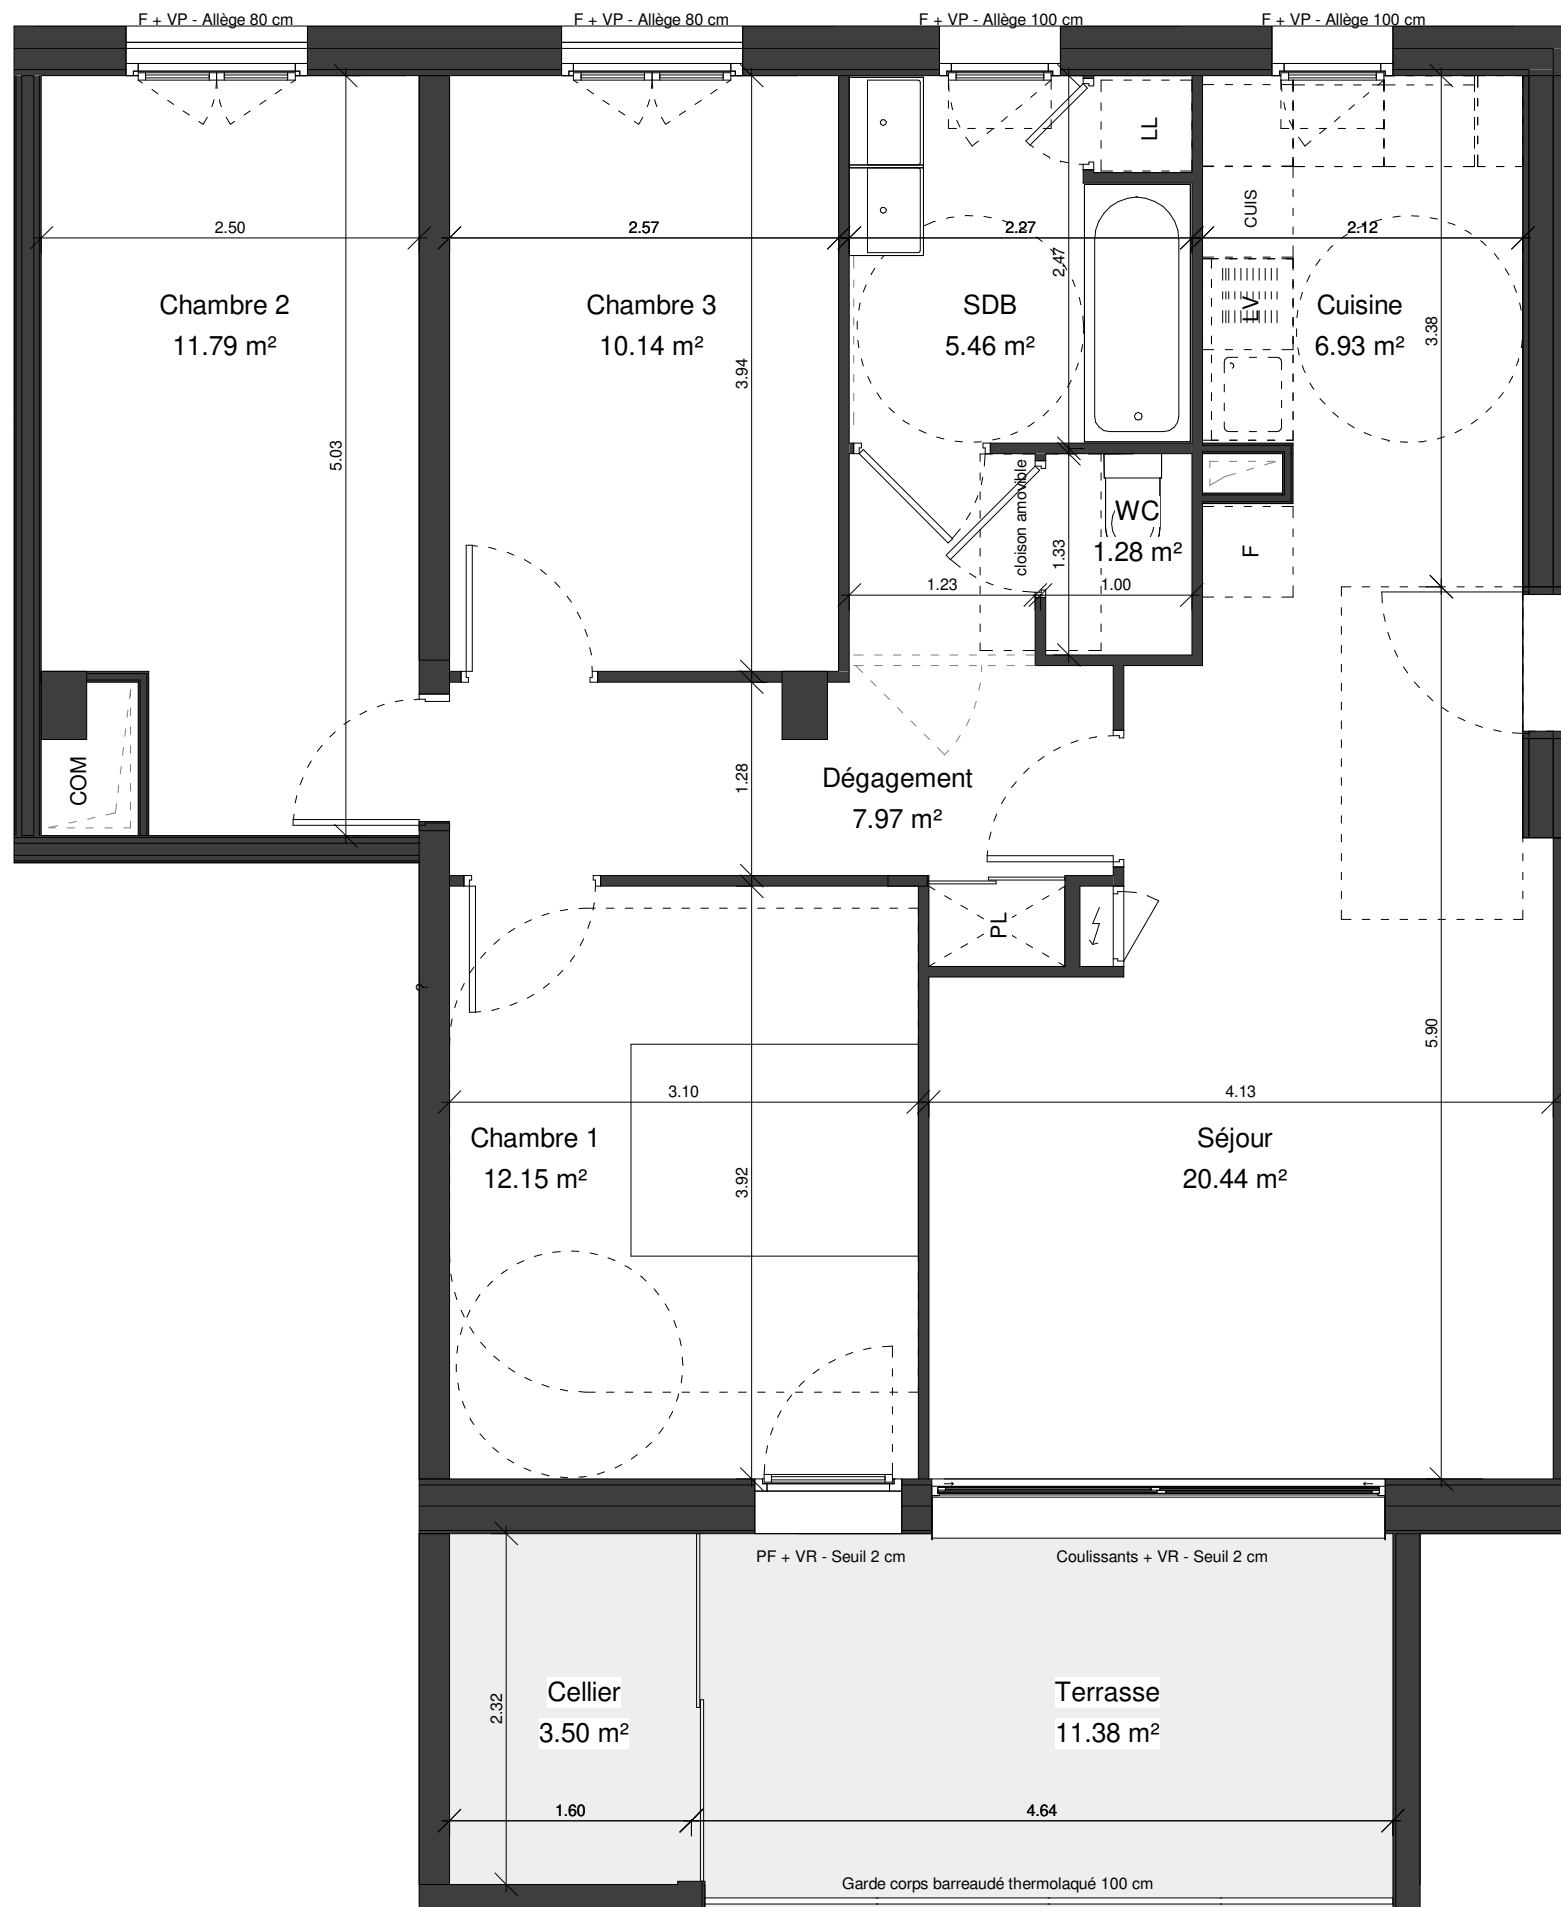 F + VP - Allège 80 cm
F + VP - Allège 80 cm
F + VP - Allège 100 cm
F + VP - Allège 100 cm
LL
CUIS
2.50
2.57
2.27
2.12
2.47
Chambre 2
11.79 m²
Chambre 3
10.14 m²
SDB
5.46 m²
LV
Cuisine
6.93 m²
3.38
3.94
5.03
cloison amovible
WC
1.28 m²
1.33
F
1.23
1.00
COM
1.28
Dégagement
7.97 m²
PL
?
5.90
3.10
4.13
Chambre 1
12.15 m²
3.92
Séjour
20.44 m²
PF + VR - Seuil 2 cm
Coulissants + VR - Seuil 2 cm
2.32
Cellier
3.50 m²
Terrasse
11.38 m²
1.60
4.64
Garde corps barreaudé thermolaqué 100 cm